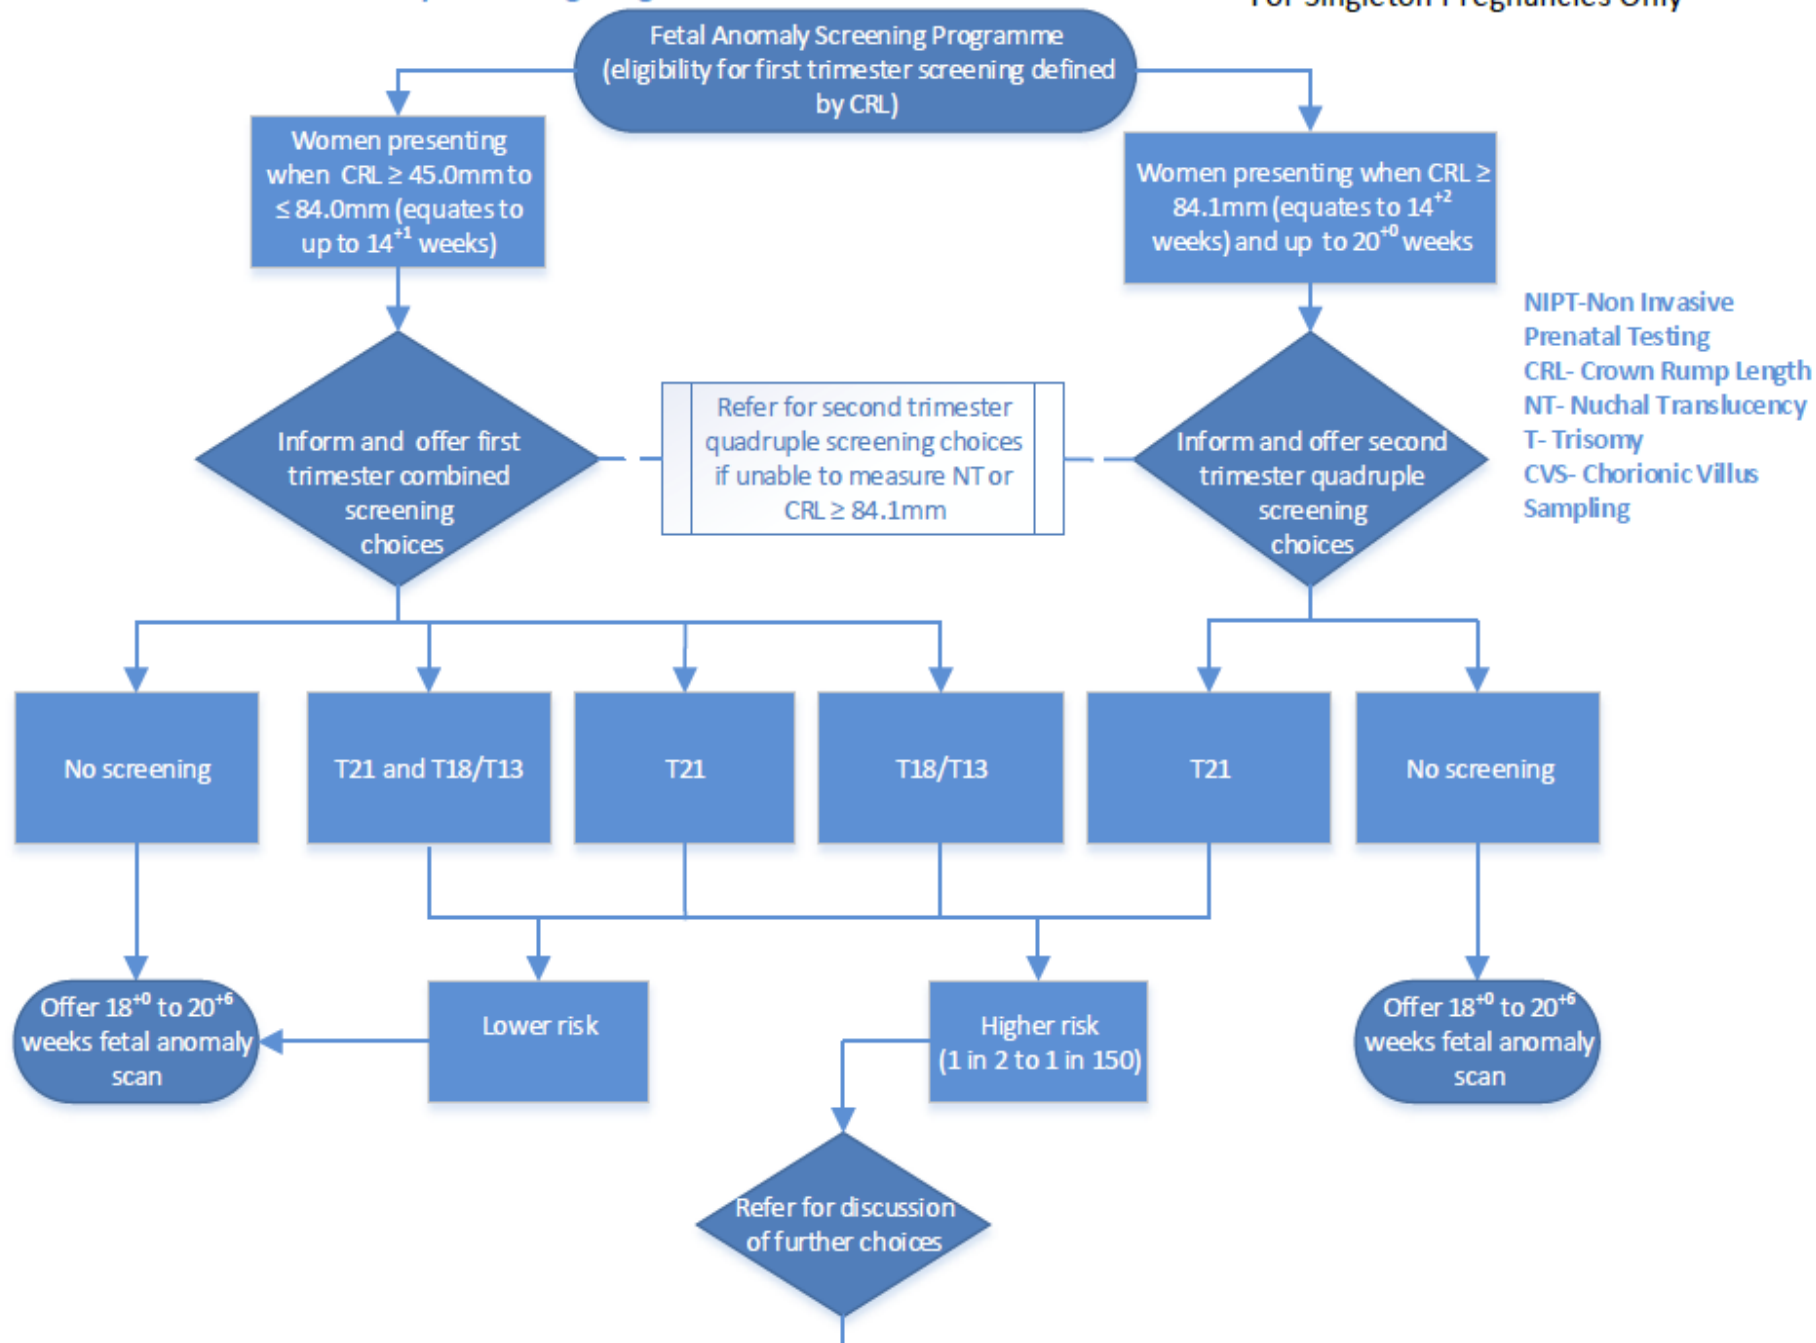 For Singleton Pregnancies Only
Fetal Anomaly Screening Programme
(eligibility for first trimester screening defined
by CRL)
Women presenting
when CRL ≥ 45.0mm to
≤ 84.0mm (equates to
up to 14⁺¹ weeks)
Women presenting when CRL ≥
84.1mm (equates to 14⁺²
weeks) and up to 20⁺⁰ weeks
NIPT-Non Invasive
Prenatal Testing
CRL- Crown Rump Length
NT- Nuchal Translucency
T- Trisomy
CVS- Chorionic Villus
Sampling
Inform and offer first
trimester combined
screening
choices
Refer for second trimester
quadruple screening choices
if unable to measure NT or
CRL ≥ 84.1mm
Inform and offer second
trimester quadruple
screening
choices
No screening
T21 and T18/T13
T21
T18/T13
T21
No screening
Offer 18⁺⁰ to 20⁺⁶
weeks fetal anomaly
scan
Lower risk
Higher risk
(1 in 2 to 1 in 150)
Offer 18⁺⁰ to 20⁺⁶
weeks fetal anomaly
scan
Refer for discussion
of further choices